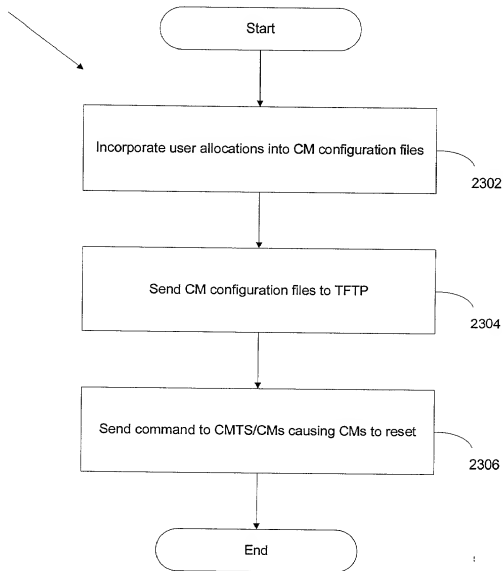 Start
Incorporate user allocations into CM configuration files
2302
Send CM configuration files to TFTP
2304
Send command to CMTS/CMs causing CMs to reset
2306
End